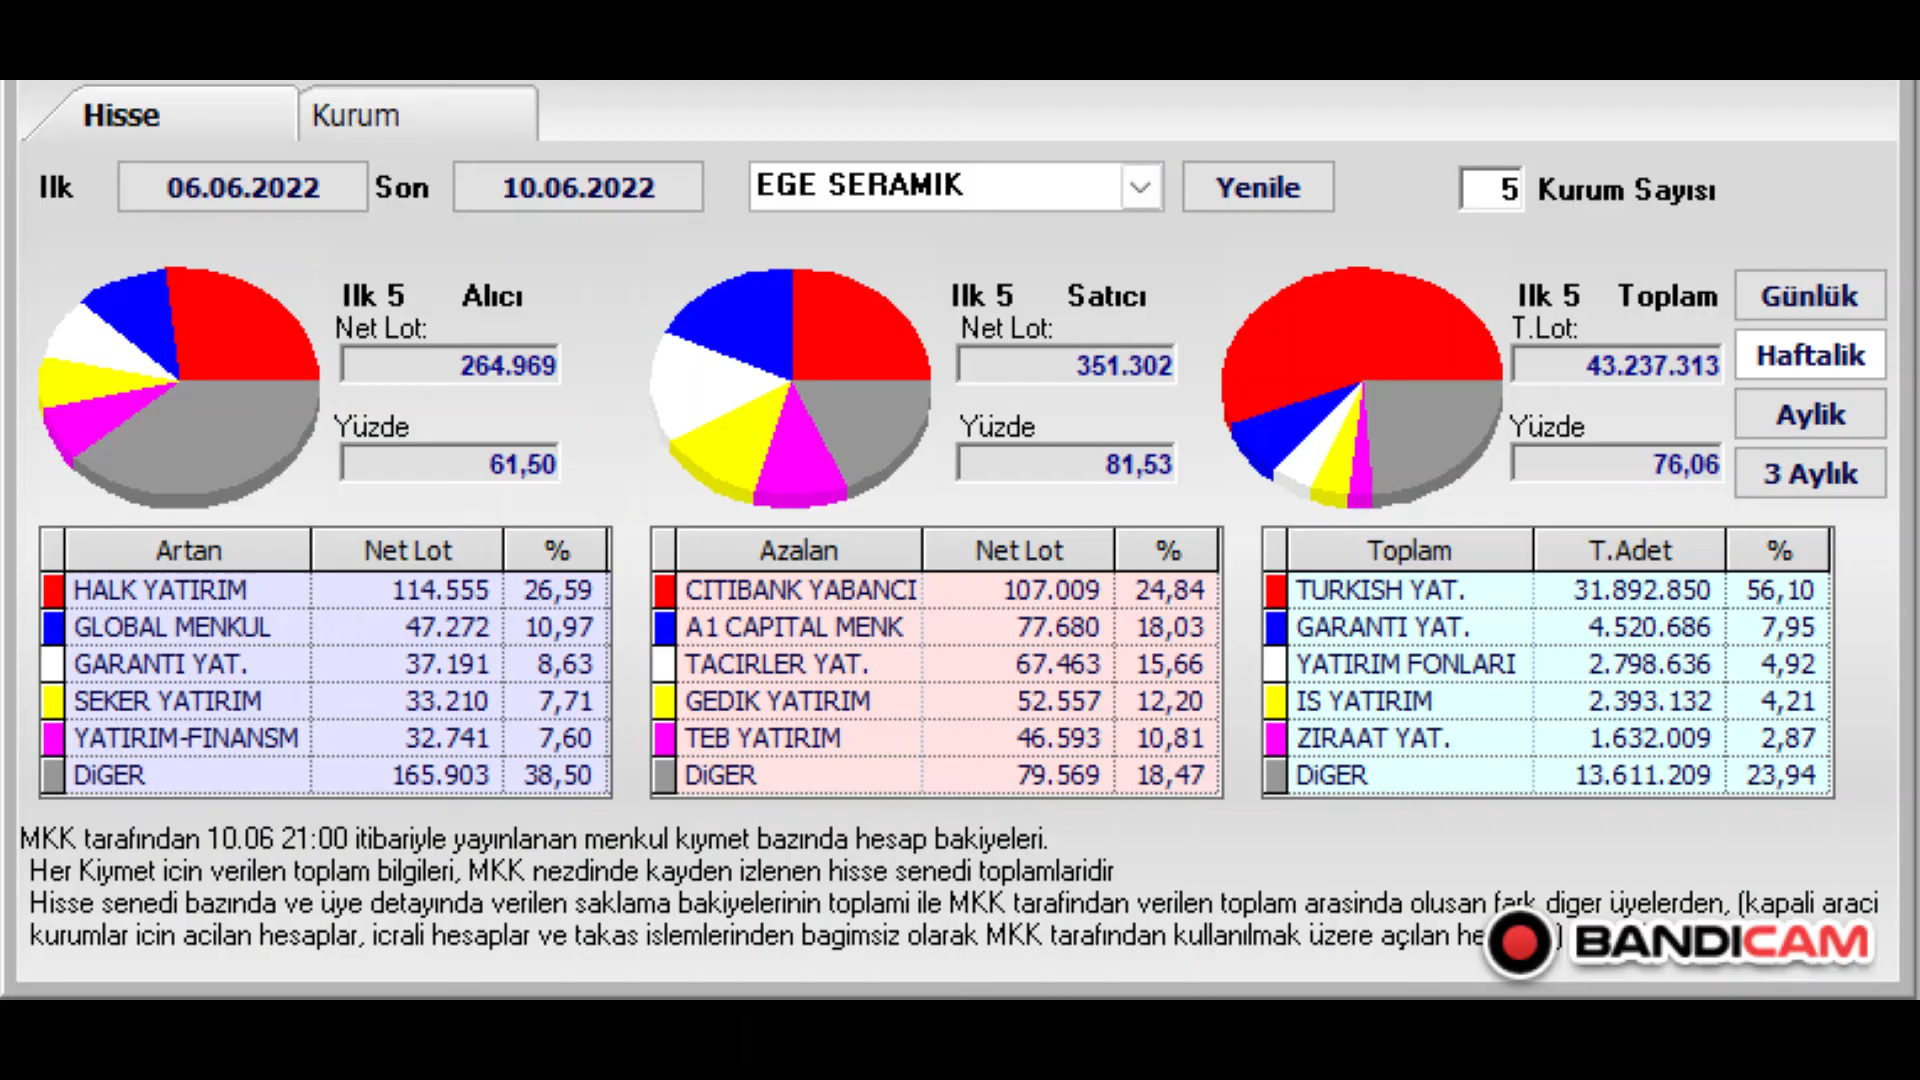 Hisse Kurum
Ilk 06.06.2022 Son 10.06.2022 EGE SERAMIK Yenile 5 Kurum Sayısı
Ilk 5 Alıcı Ilk 5 Satıcı Ilk 5 Toplam Günlük
Net Lot: Net Lot: T.Lot:
264.969 351.302 43.237.313 Haftalik
Yüzde Yüzde Yüzde Aylik
61,50 81,53 76,06 3 Aylık
Artan Net Lot % Azalan Net Lot % Toplam T.Adet %
HALK YATIRIM 114.555 26,59 CITIBANK YABANCI 107.009 24,84 TURKISH YAT. 31.892.850 56,10
GLOBAL MENKUL 47.272 10,97 A1 CAPITAL MENK 77.680 18,03 GARANTI YAT. 4.520.686 7,95
GARANTI YAT. 37.191 8,63 TACIRLER YAT. 67.463 15,66 YATIRIM FONLARI 2.798.636 4,92
SEKER YATIRIM 33.210 7,71 GEDIK YATIRIM 52.557 12,20 IS YATIRIM 2.393.132 4,21
YATIRIM-FINANSM 32.741 7,60 TEB YATIRIM 46.593 10,81 ZIRAAT YAT. 1.632.009 2,87
DiGER 165.903 38,50 DiGER 79.569 18,47 DiGER 13.611.209 23,94
MKK tarafından 10.06 21:00 itibariyle yayınlanan menkul kıymet bazında hesap bakiyeleri.
Her Kiymet icin verilen toplam bilgileri, MKK nezdinde kayden izlenen hisse senedi toplamlaridir
Hisse senedi bazında ve üye detayında verilen saklama bakiyelerinin toplami ile MKK tarafindan verilen toplam arasinda olusan fark diger üyelerden, (kapali araci
kurumlar icin acilan hesaplar, icrali hesaplar ve takas islemlerinden bagimsiz olarak MKK tarafından kullanılmak üzere açılan
BANDICAM